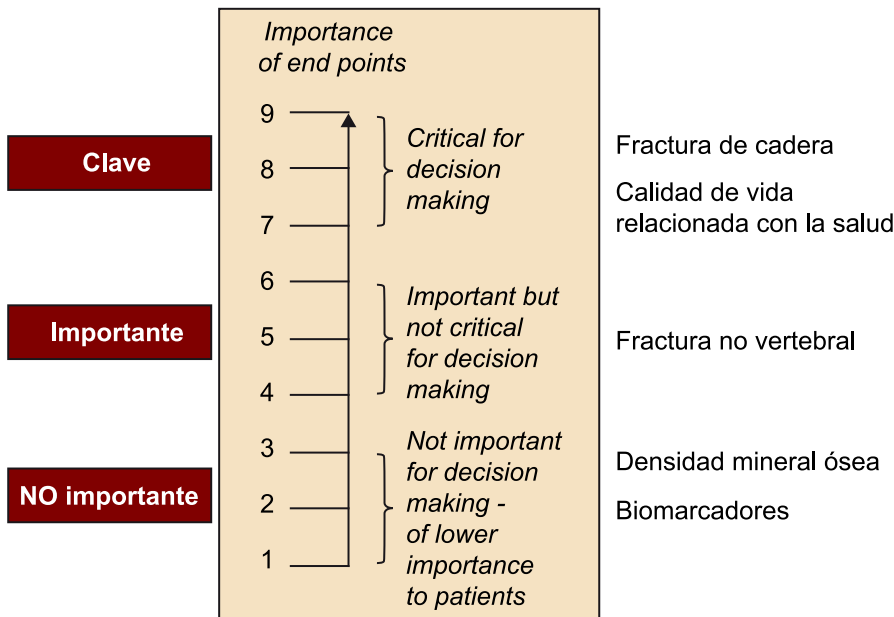 Importance
of end points
Clave
9
8
7
Critical for
decision
making
Fractura de cadera
Calidad de vida
relacionada con la salud
Importante
6
5
4
Important but
not critical
for decision
making
Fractura no vertebral
NO importante
3
2
1
Not important
for decision
making -
of lower
importance
to patients
Densidad mineral ósea
Biomarcadores